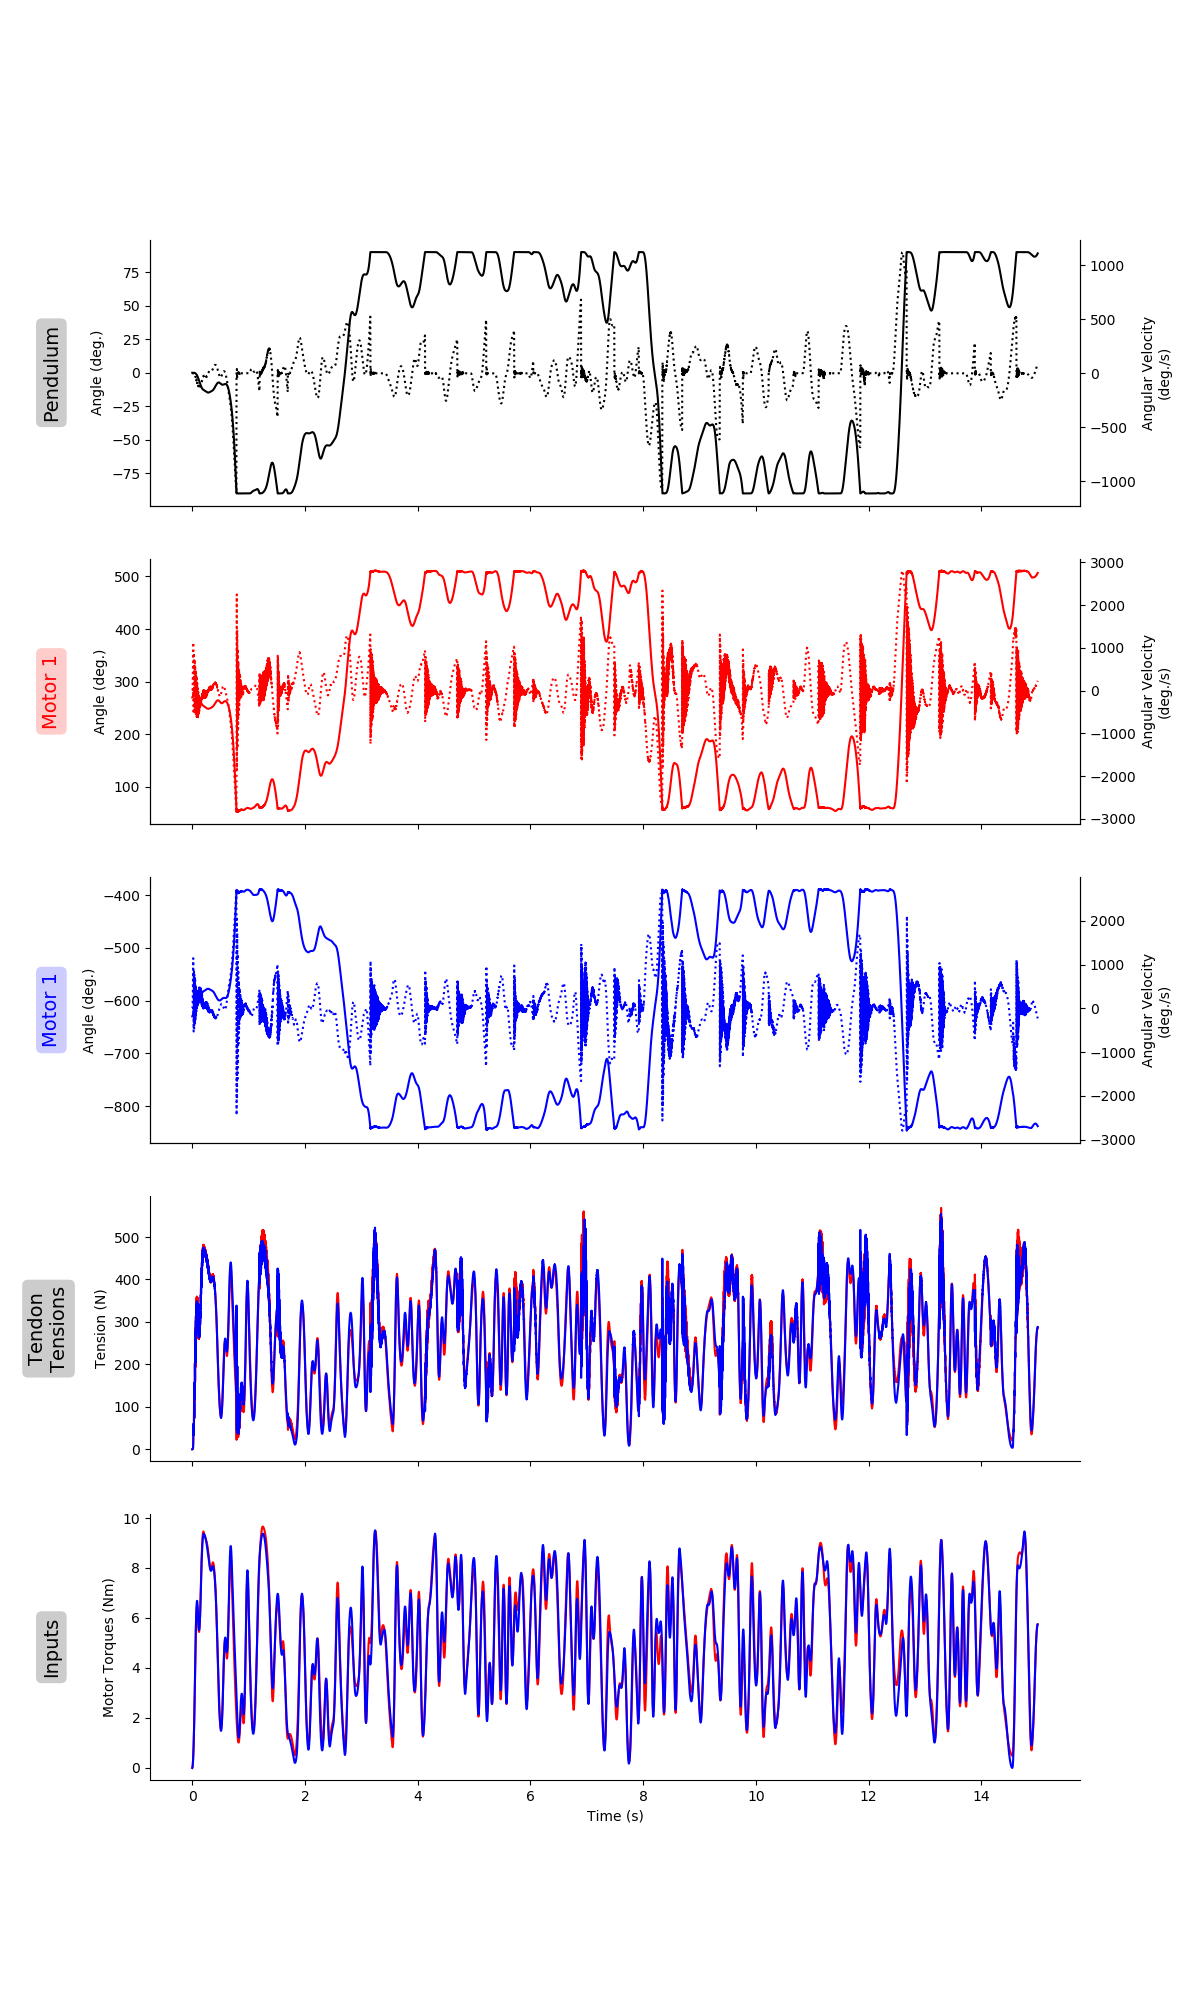 Pendulum
Angle (deg.)
75
50
25
0
−25
−50
−75
1000
500
0
−500
−1000
Angular Velocity
(deg./s)
Motor 1
Angle (deg.)
500
400
300
200
100
3000
2000
1000
0
−1000
−2000
−3000
Angular Velocity
(deg./s)
Motor 1
Angle (deg.)
−400
−500
−600
−700
−800
2000
1000
0
−1000
−2000
−3000
Angular Velocity
(deg./s)
Tendon
Tensions
Tension (N)
500
400
300
200
100
0
Inputs
Motor Torques (Nm)
10
8
6
4
2
0
0 2 4 6 8 10 12 14
Time (s)